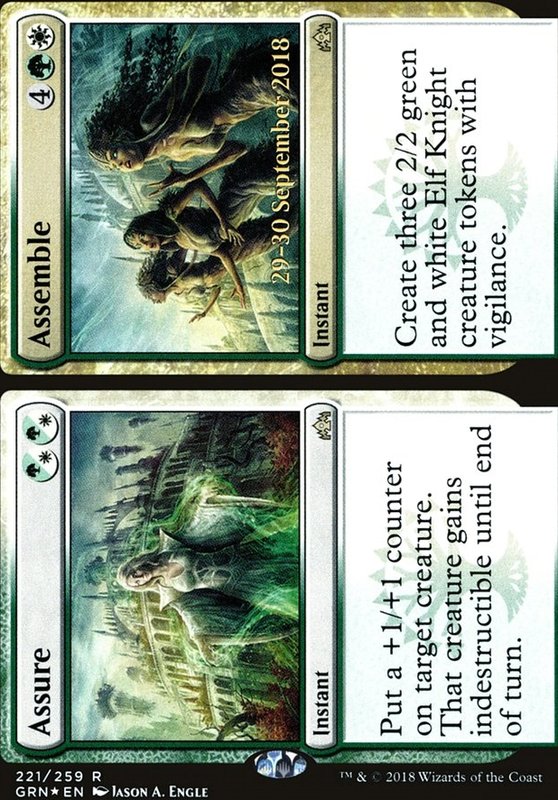 Assure
Instant
Put a +1/+1 counter
on target creature.
That creature gains
indestructible until end
of turn.
Assemble
4
29-30 September 2018
Instant
Create three 2/2 green
and white Elf Knight
creature tokens with
vigilance.
221/259 R
GRN★EN Jason A. Engle
™ & © 2018 Wizards of the Coast